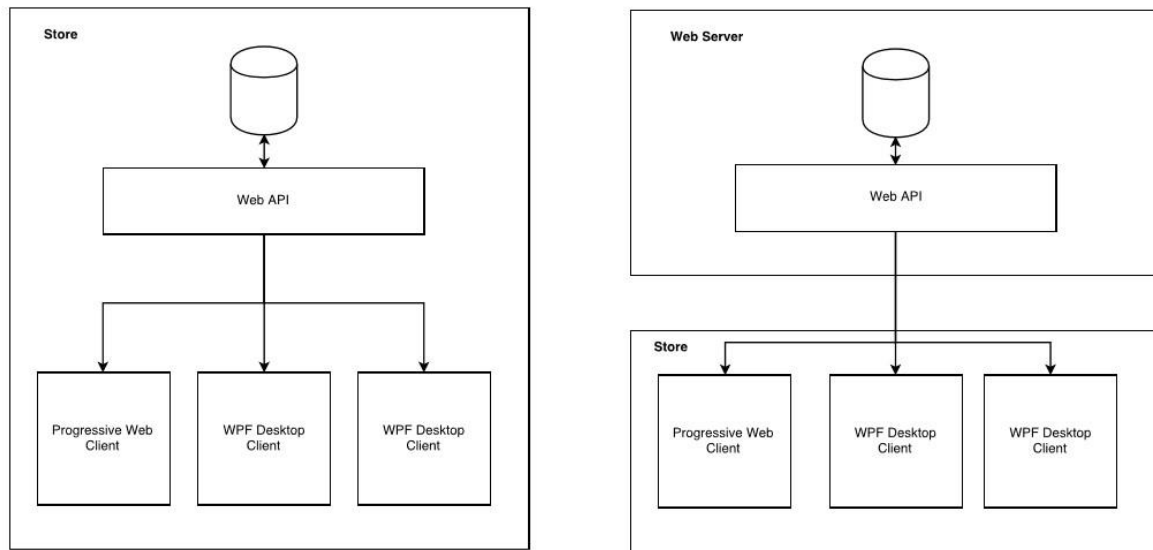 Store
Web API
Progressive Web
Client
WPF Desktop
Client
WPF Desktop
Client
Web Server
Web API
Store
Progressive Web
Client
WPF Desktop
Client
WPF Desktop
Client